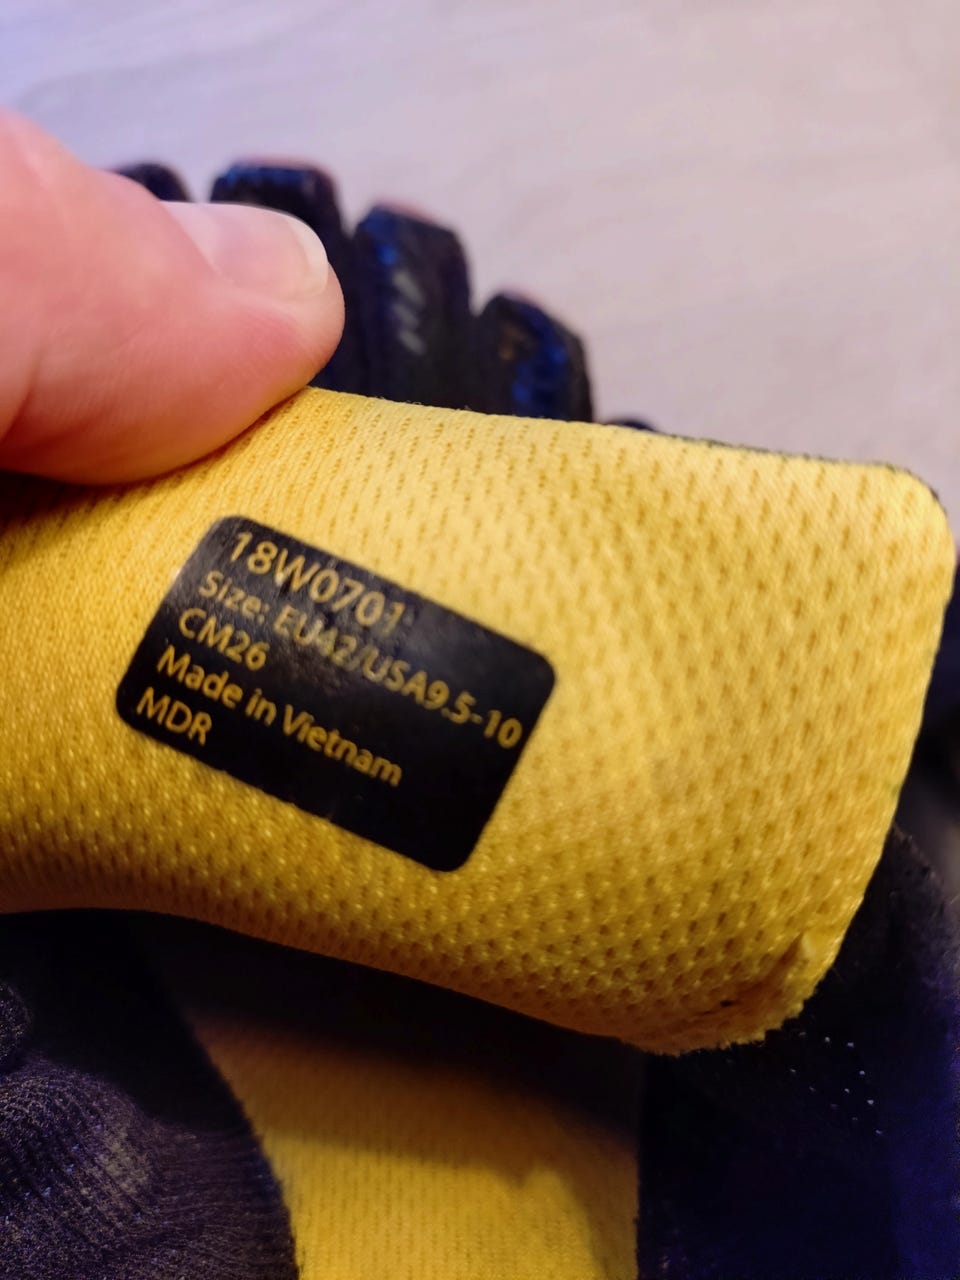 18W0701
Size: EU42/USA9.5-10
CM26
Made in Vietnam
MDR